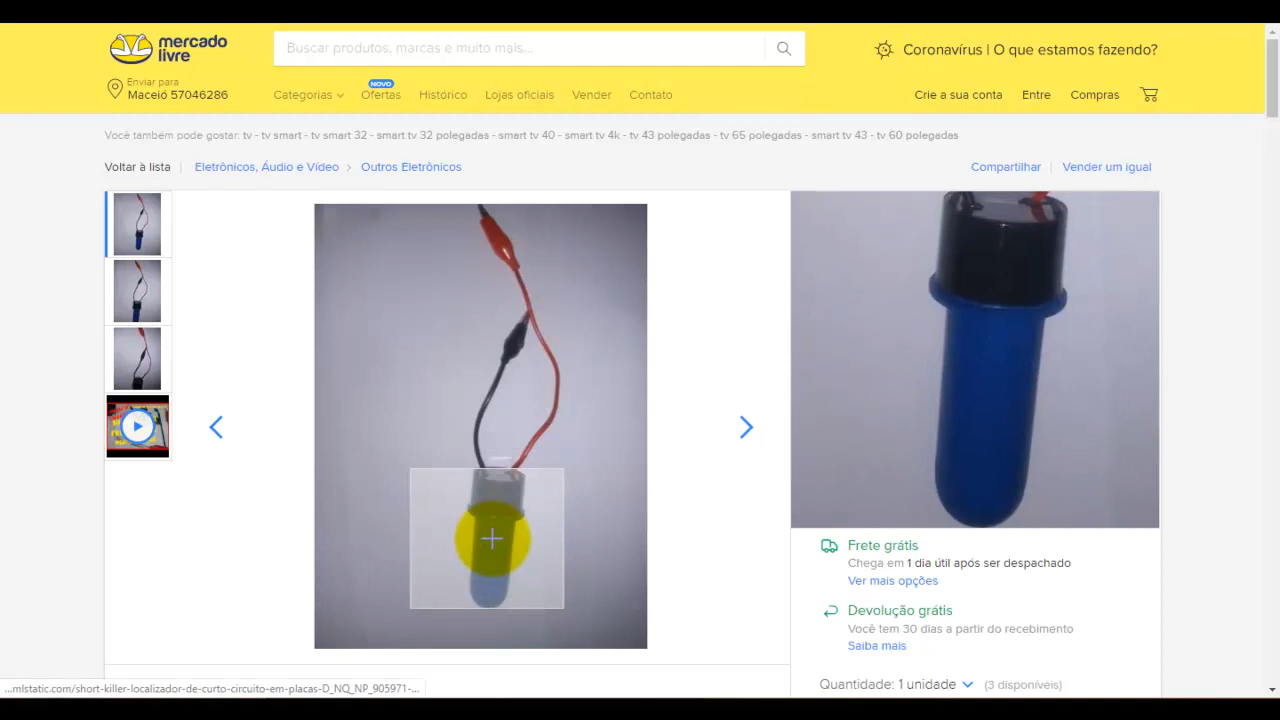 mercado
livre
Buscar produtos, marcas e muito mais...
Coronavírus | O que estamos fazendo?
Enviar para
Maceió 57046286
Categorias
NOVO
Ofertas
Histórico
Lojas oficiais
Vender
Contato
Crie a sua conta
Entre
Compras
Você também pode gostar: tv - tv smart - tv smart 32 - smart tv 32 polegadas - smart tv 40 - smart tv 4k - tv 43 polegadas - tv 65 polegadas - smart tv 43 - tv 60 polegadas
Voltar à lista
Eletrônicos, Áudio e Vídeo
Outros Eletrônicos
Compartilhar
Vender um igual
Frete grátis
Chega em 1 dia útil após ser despachado
Ver mais opções
Devolução grátis
Você tem 30 dias a partir do recebimento
Saiba mais
Quantidade: 1 unidade (3 disponíveis)
...mlstatic.com/short-killer-localizador-de-curto-circuito-em-placas-D_NQ_NP_905971-...